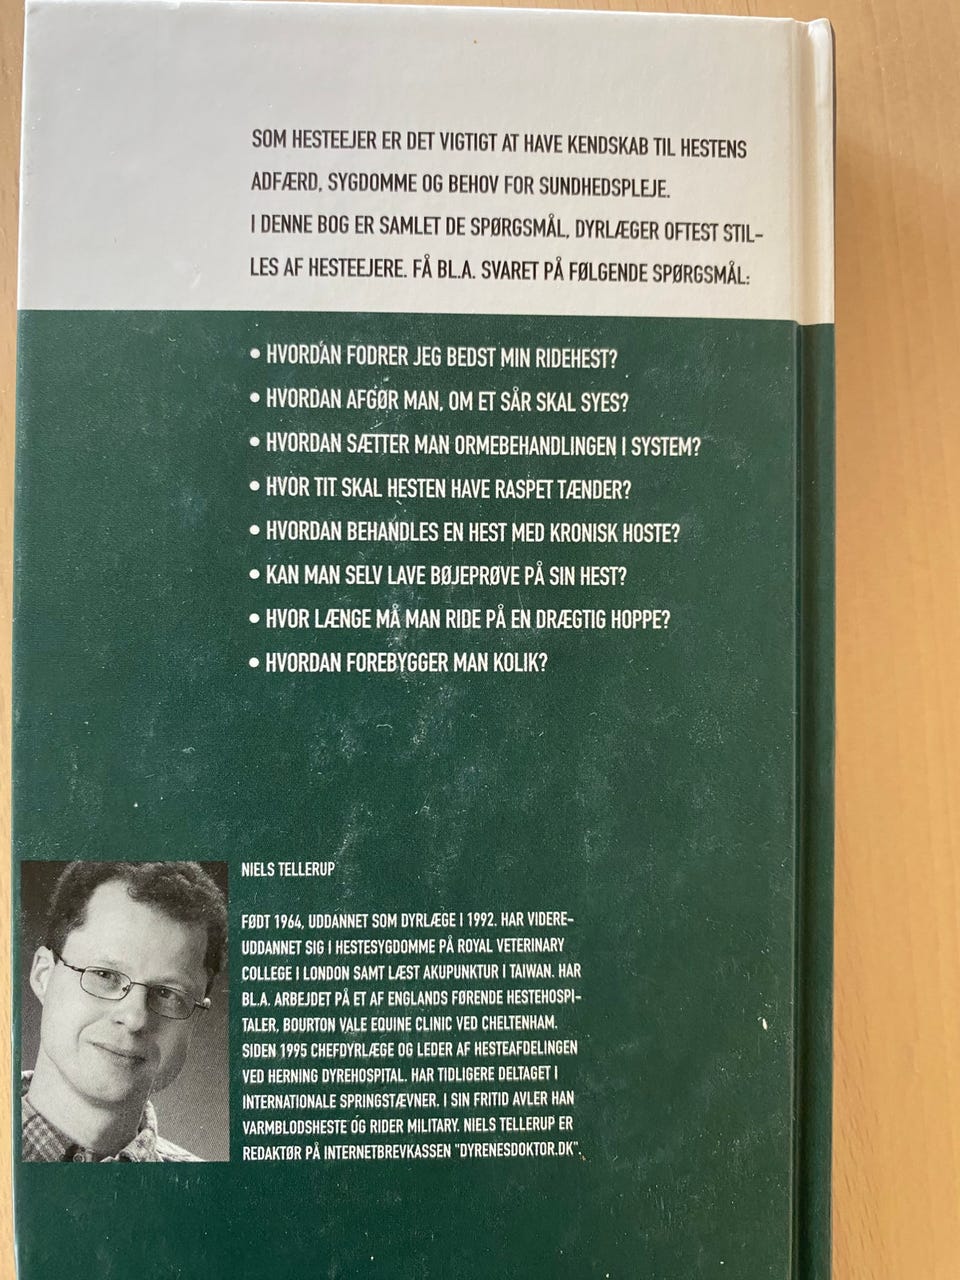 SOM HESTEEJER ER DET VIGTIGT AT HAVE KENDSKAB TIL HESTENS
ADFÆRD, SYGDOMME OG BEHOV FOR SUNDHEDSPLEJE.
I DENNE BOG ER SAMLET DE SPØRGSMÅL, DYRLÆGER OFTEST STIL-
LES AF HESTEEJERE. FÅ BL.A. SVARET PÅ FØLGENDE SPØRGSMÅL:
• HVORDAN FODRER JEG BEDST MIN RIDEHEST?
• HVORDAN AFGØR MAN, OM ET SÅR SKAL SYES?
• HVORDAN SÆTTER MAN ORMEBEHANDLINGEN I SYSTEM?
• HVOR TIT SKAL HESTEN HAVE RASPET TÆNDER?
• HVORDAN BEHANDLES EN HEST MED KRONISK HOSTE?
• KAN MAN SELV LAVE BØJEPRØVE PÅ SIN HEST?
• HVOR LÆNGE MÅ MAN RIDE PÅ EN DRÆGTIG HOPPE?
• HVORDAN FOREBYGGER MAN KOLIK?
NIELS TELLERUP
FØDT 1964, UDDANNET SOM DYRLÆGE I 1992. HAR VIDERE-
UDDANNET SIG I HESTESYGDOMME PÅ ROYAL VETERINARY
COLLEGE I LONDON SAMT LÆST AKUPUNKTUR I TAIWAN. HAR
BL.A. ARBEJDET PÅ ET AF ENGLANDS FØRENDE HESTEHOSPI-
TALER, BOURTON VALE EQUINE CLINIC VED CHELTENHAM.
SIDEN 1995 CHEFDYRLÆGE OG LEDER AF HESTEAFDELINGEN
VED HERNING DYREHOSPITAL. HAR TIDLIGERE DELTAGET I
INTERNATIONALE SPRINGSTÆVNER. I SIN FRITID AVLER HAN
VARMBLODSHESTE OG RIDER MILITARY. NIELS TELLERUP ER
REDAKTØR PÅ INTERNETBREVKASSEN "DYRENESDOKTOR.DK".